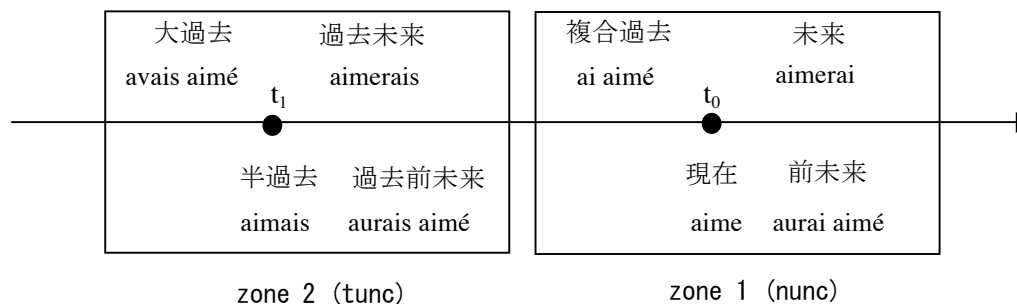 大過去 過去未来 複合過去 未来
avais aimé aimerais ai aimé aimerai
t₁ t₀
半過去 過去前未来 現在 前未来
aimais aurais aimé aime aurai aimé
zone 2 (tunc) zone 1 (nunc)